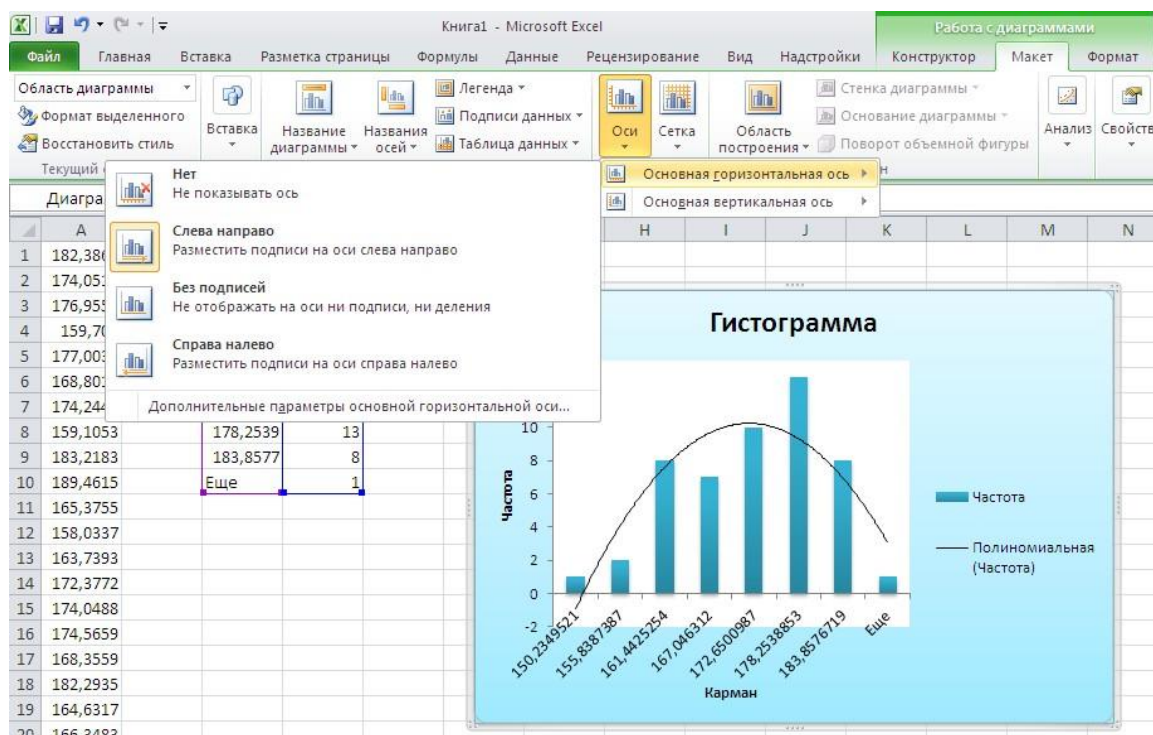 Книга1 - Microsoft Excel
Работа с диаграммами
Файл Главная Вставка Разметка страницы Формулы Данные Рецензирование Вид Надстройки Конструктор Макет Формат
Область диаграммы
Формат выделенного
Восстановить стиль
Текущий
Вставка
Название диаграммы
Названия осей
Легенда
Подписи данных
Таблица данных
Оси
Сетка
Область построения
Стенка диаграммы
Основание диаграммы
Поворот объемной фигуры
Анализ
Свойств
Основная горизонтальная ось
Основная вертикальная ось
Нет
Не показывать ось
Слева направо
Разместить подписи на оси слева направо
Без подписей
Не отображать на оси ни подписи, ни деления
Справа налево
Разместить подписи на оси справа налево
Дополнительные параметры основной горизонтальной оси...
Диагра
A H I J K L M N
1 182,386
2 174,051
3 176,955
4 159,70
5 177,003
6 168,801
7 174,244
8 159,1053 178,2539 13
9 183,2183 183,8577 8
10 189,4615 Еще 1
11 165,3755
12 158,0337
13 163,7393
14 172,3772
15 174,0488
16 174,5659
17 168,3559
18 182,2935
19 164,6317
20 166,3483
Гистограмма
10
8
6
4
2
0
-2
Частота
150,2349521
155,8387387
161,4425254
167,046312
172,6500987
178,2538853
183,8576719
Еще
Карман
Частота
Полиномиальная
(Частота)